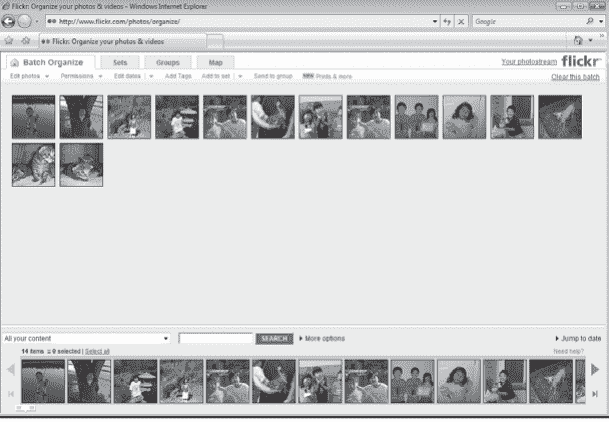 Flickr: Organize your photos & videos - Windows Internet Explorer
http://www.flickr.com/photos/organize/
Google
Flickr: Organize your photos & videos
Batch Organize Sets Groups Map Your photostream flickr
Edit photos Permissions Edit dates Add Tags Add to set Send to group NEW Prints & more Clear this batch
All your content SEARCH More options Jump to date
14 items 0 selected | Select all Need help?